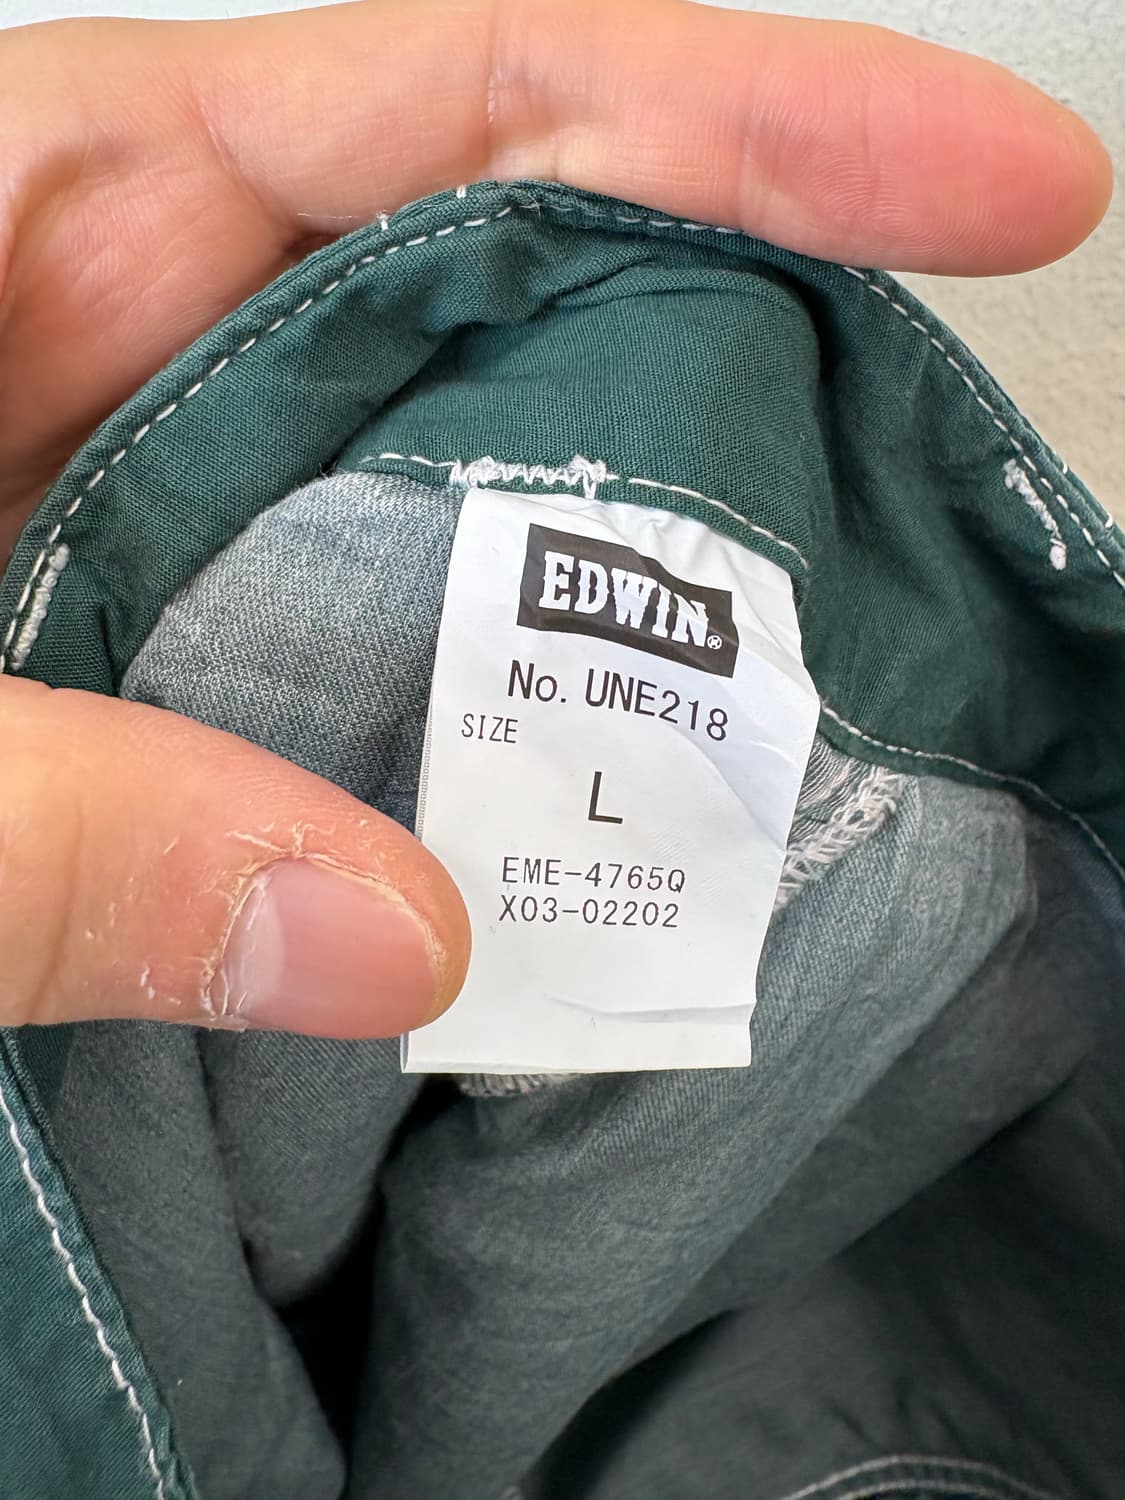 EDWIN®
No. UNE218
SIZE
L
EME-4765Q
X03-02202